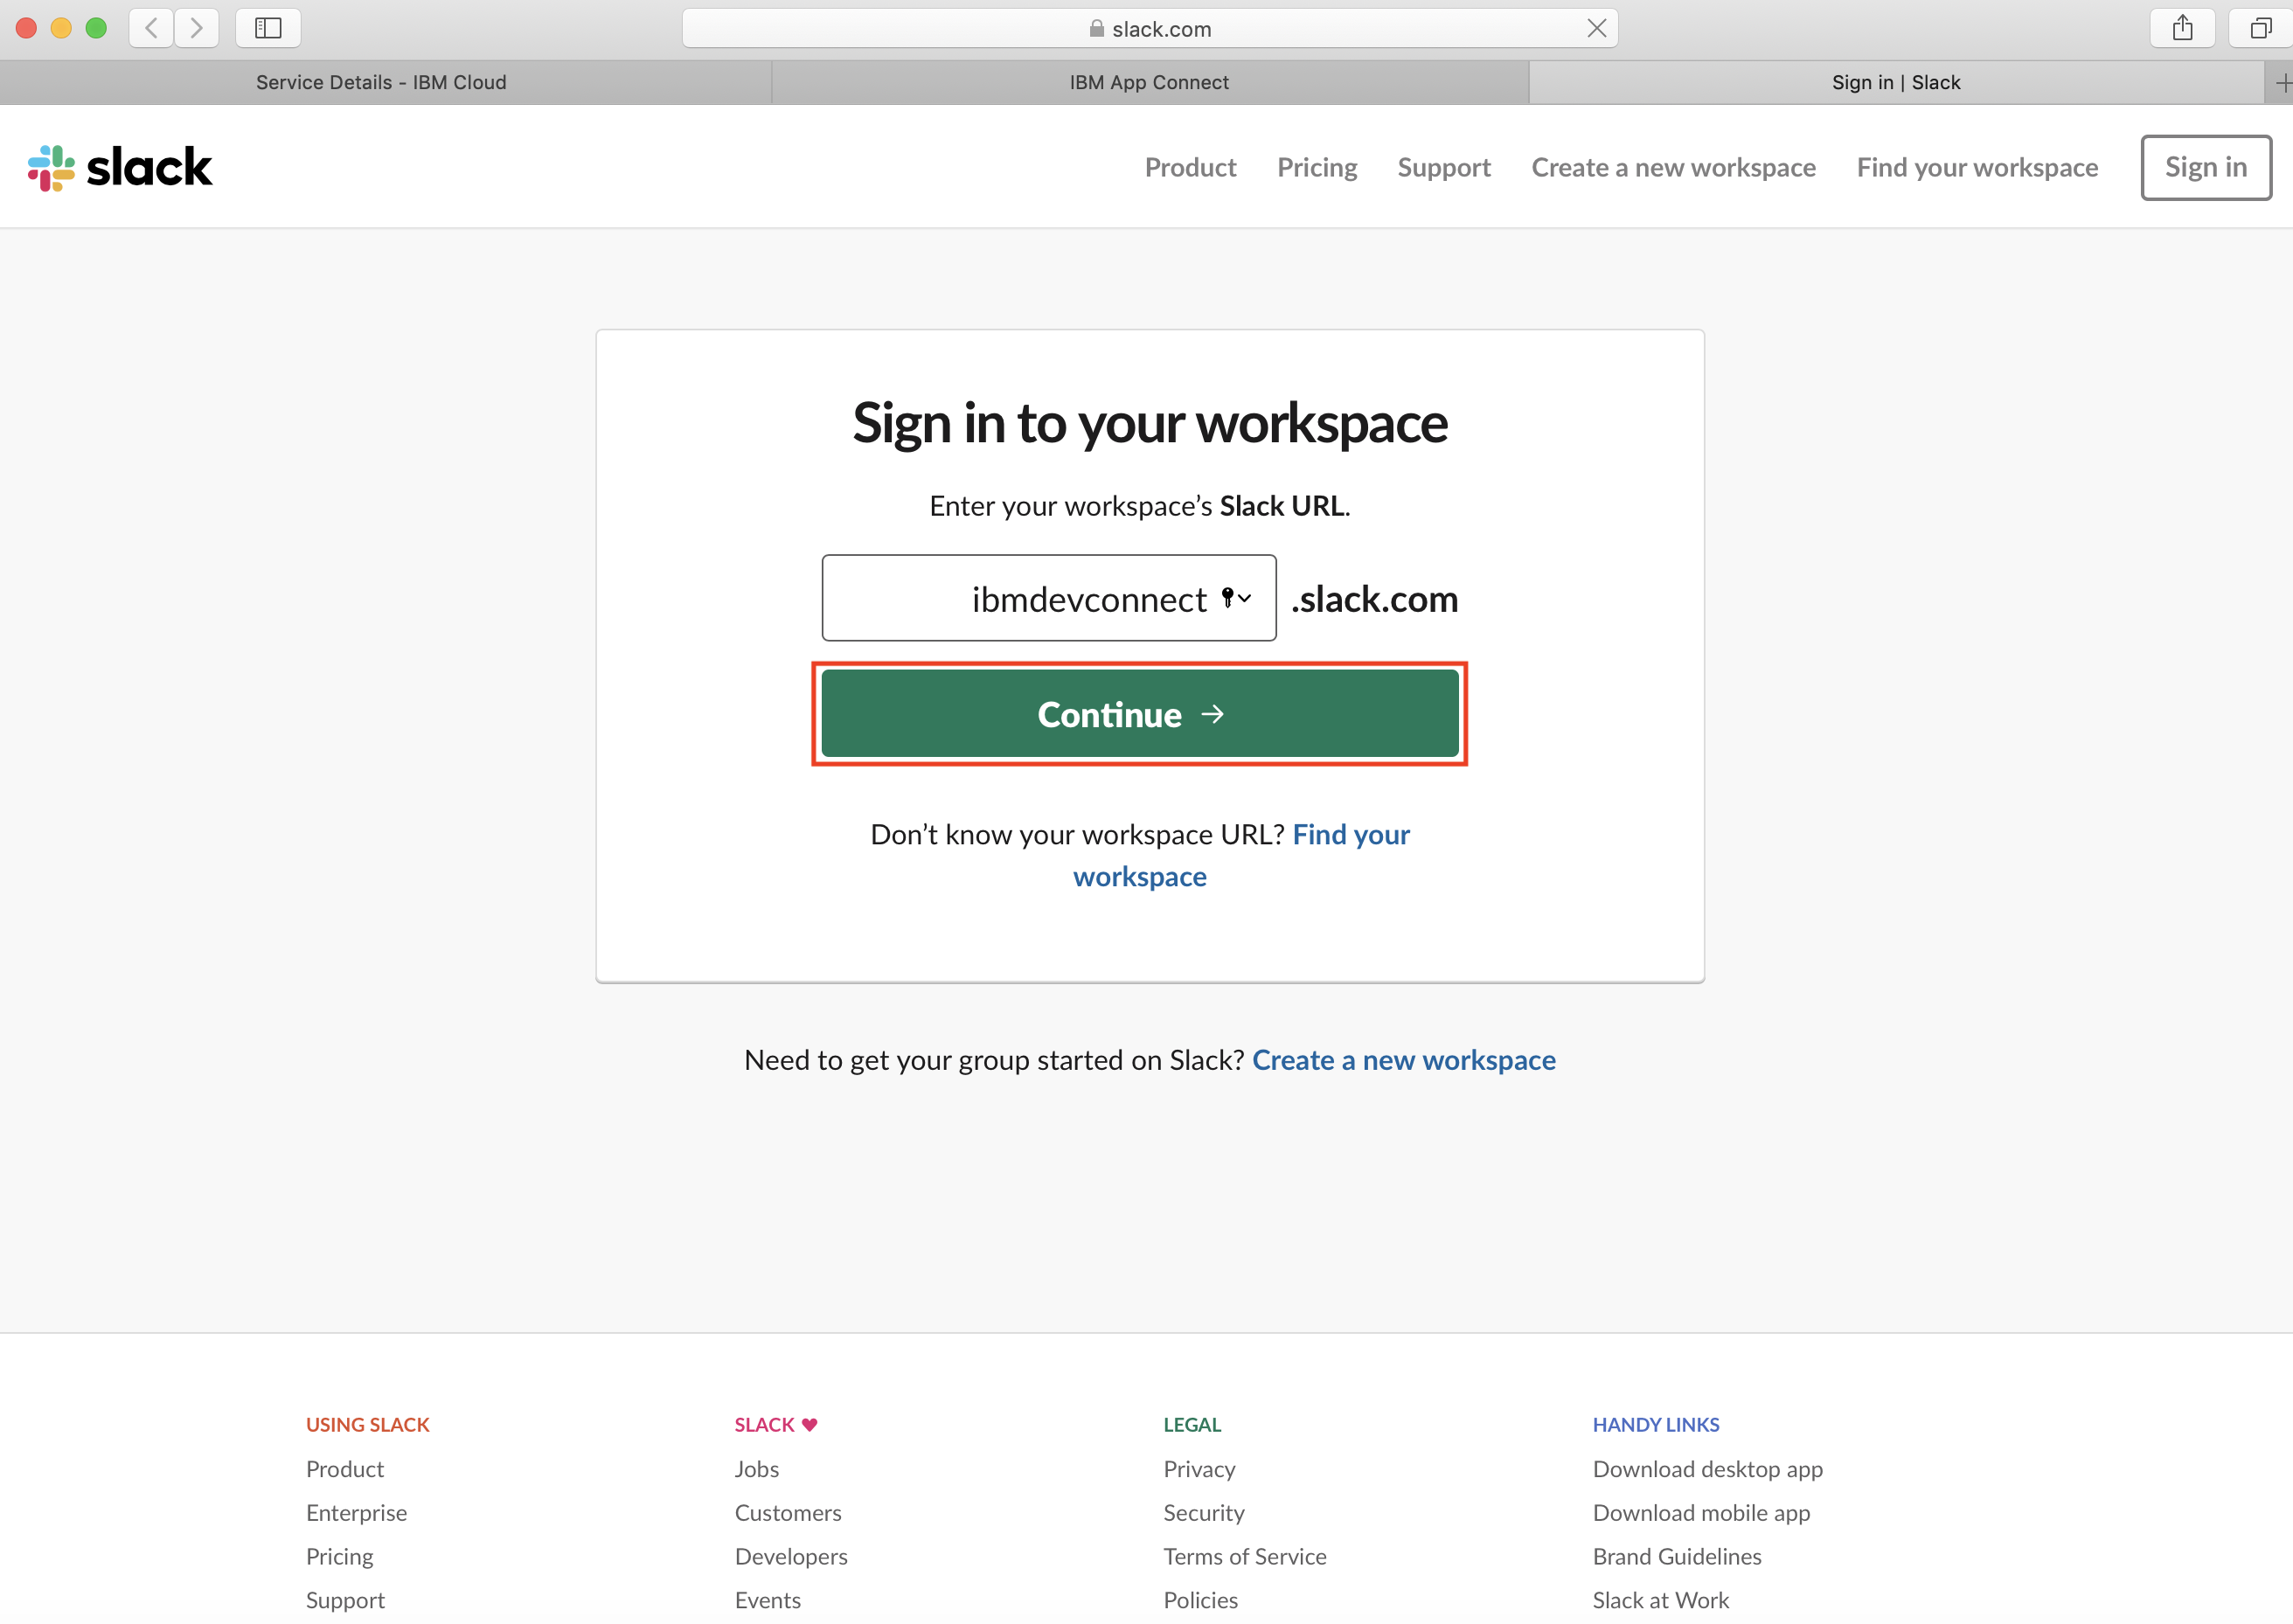 slack.com
Service Details - IBM Cloud
IBM App Connect
Sign in | Slack
slack
Product
Pricing
Support
Create a new workspace
Find your workspace
Sign in
Sign in to your workspace
Enter your workspace’s Slack URL.
ibmdevconnect .slack.com
Continue →
Don’t know your workspace URL? Find your
workspace
Need to get your group started on Slack? Create a new workspace
USING SLACK
Product
Enterprise
Pricing
Support
SLACK ♥
Jobs
Customers
Developers
Events
LEGAL
Privacy
Security
Terms of Service
Policies
HANDY LINKS
Download desktop app
Download mobile app
Brand Guidelines
Slack at Work